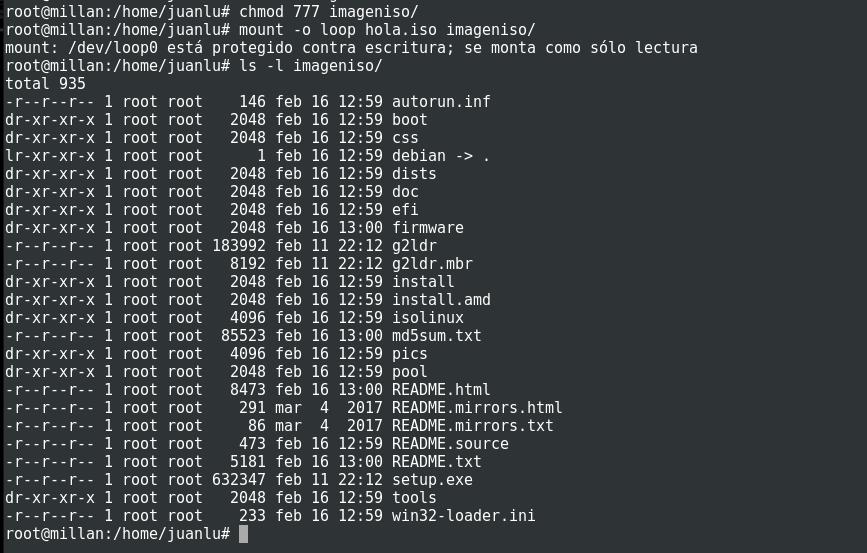 root@millan:/home/juanlu# chmod 777 imageniso/
root@millan:/home/juanlu# mount -o loop hola.iso imageniso/
mount: /dev/loop0 está protegido contra escritura; se monta como sólo lectura
root@millan:/home/juanlu# ls -l imageniso/
total 935
-r--r--r-- 1 root root    146 feb 16 12:59 autorun.inf
dr-xr-xr-x 1 root root   2048 feb 16 12:59 boot
dr-xr-xr-x 1 root root   2048 feb 16 12:59 css
lr-xr-xr-x 1 root root      1 feb 16 12:59 debian -> .
dr-xr-xr-x 1 root root   2048 feb 16 12:59 dists
dr-xr-xr-x 1 root root   2048 feb 16 12:59 doc
dr-xr-xr-x 1 root root   2048 feb 16 12:59 efi
dr-xr-xr-x 1 root root   2048 feb 16 13:00 firmware
-r--r--r-- 1 root root 183992 feb 11 22:12 g2ldr
-r--r--r-- 1 root root   8192 feb 11 22:12 g2ldr.mbr
dr-xr-xr-x 1 root root   2048 feb 16 12:59 install
dr-xr-xr-x 1 root root   2048 feb 16 12:59 install.amd
dr-xr-xr-x 1 root root   4096 feb 16 12:59 isolinux
-r--r--r-- 1 root root  85523 feb 16 13:00 md5sum.txt
dr-xr-xr-x 1 root root   4096 feb 16 12:59 pics
dr-xr-xr-x 1 root root   2048 feb 16 12:59 pool
-r--r--r-- 1 root root   8473 feb 16 13:00 README.html
-r--r--r-- 1 root root    291 mar  4  2017 README.mirrors.html
-r--r--r-- 1 root root     86 mar  4  2017 README.mirrors.txt
-r--r--r-- 1 root root    473 feb 16 12:59 README.source
-r--r--r-- 1 root root   5181 feb 16 13:00 README.txt
-r--r--r-- 1 root root 632347 feb 11 22:12 setup.exe
dr-xr-xr-x 1 root root   2048 feb 16 12:59 tools
-r--r--r-- 1 root root    233 feb 16 12:59 win32-loader.ini
root@millan:/home/juanlu#